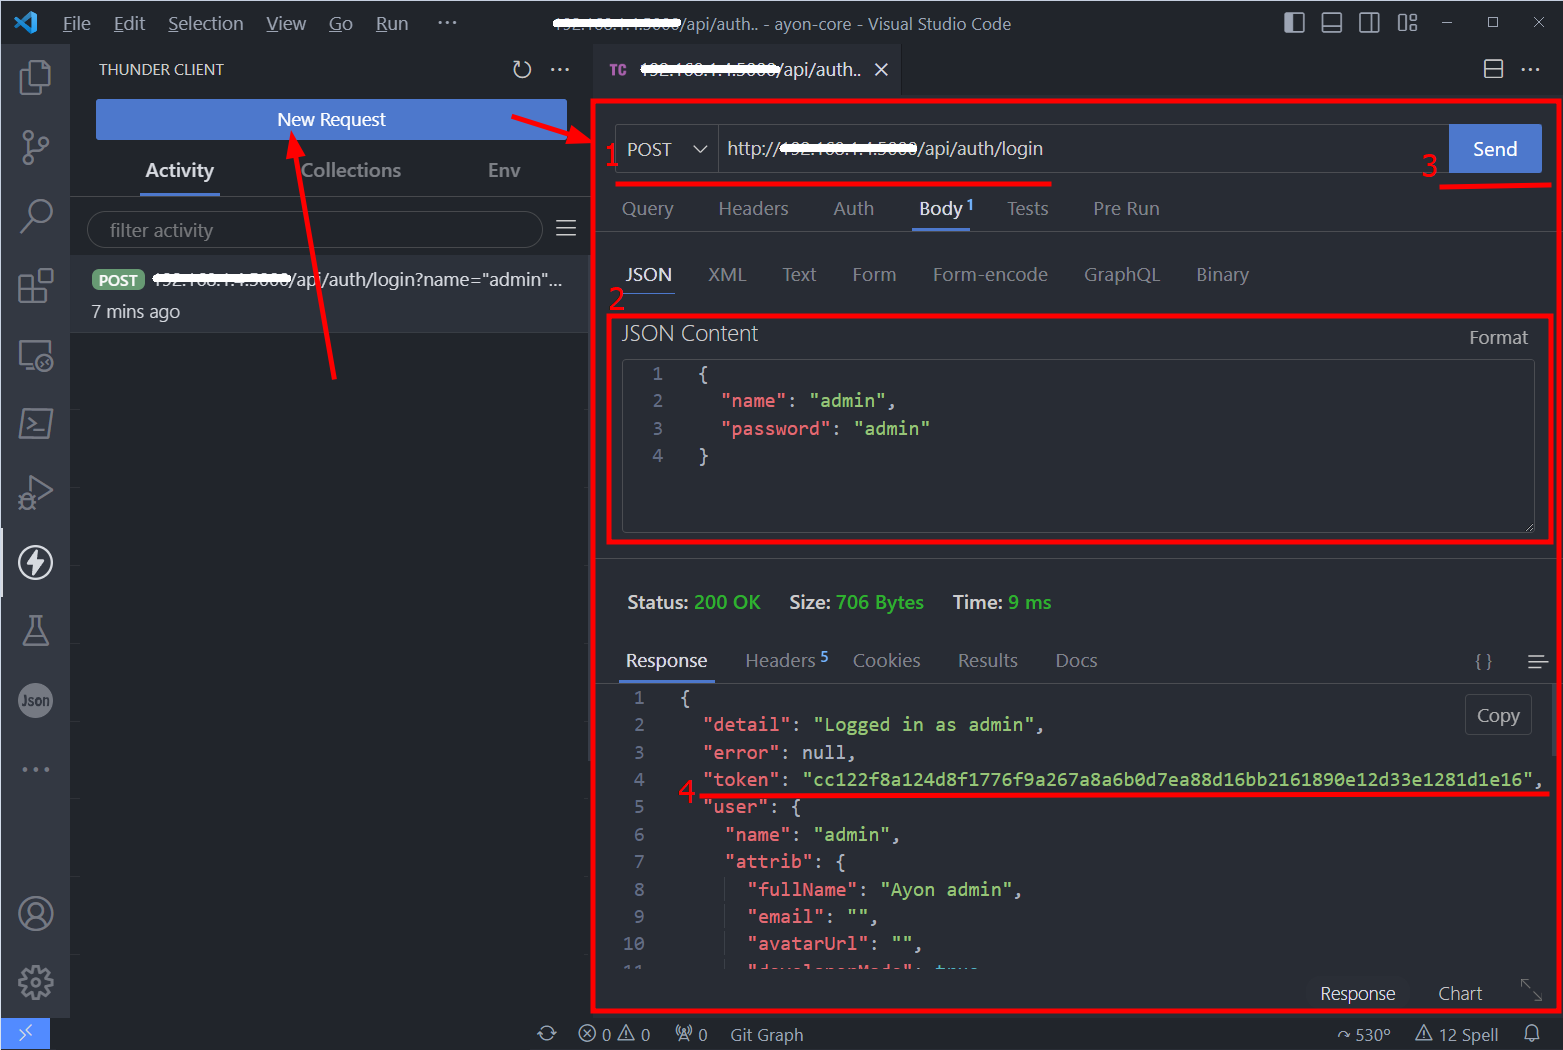 File Edit Selection View Go Run ··· /api/auth.. - ayon-core - Visual Studio Code
THUNDER CLIENT
TC /api/auth..
New Request
Activity Collections Env
filter activity
POST /api/auth/login?name="admin"...
7 mins ago
1 POST http:// /api/auth/login Send 3
Query Headers Auth Body 1 Tests Pre Run
JSON XML Text Form Form-encode GraphQL Binary
2
JSON Content Format
1 {
2 "name": "admin",
3 "password": "admin"
4 }
Status: 200 OK Size: 706 Bytes Time: 9 ms
Response Headers 5 Cookies Results Docs { }
1 {
Copy
2 "detail": "Logged in as admin",
3 "error": null,
4 "token": "cc122f8a124d8f1776f9a267a8a6b0d7ea88d16bb2161890e12d33e1281d1e16",
4
5 "user": {
6 "name": "admin",
7 "attrib": {
8 "fullName": "Ayon admin",
9 "email": "",
10 "avatarUrl": "",
11 "developerMode": true
Response Chart
Json
0 0 0 Git Graph 530° 12 Spell